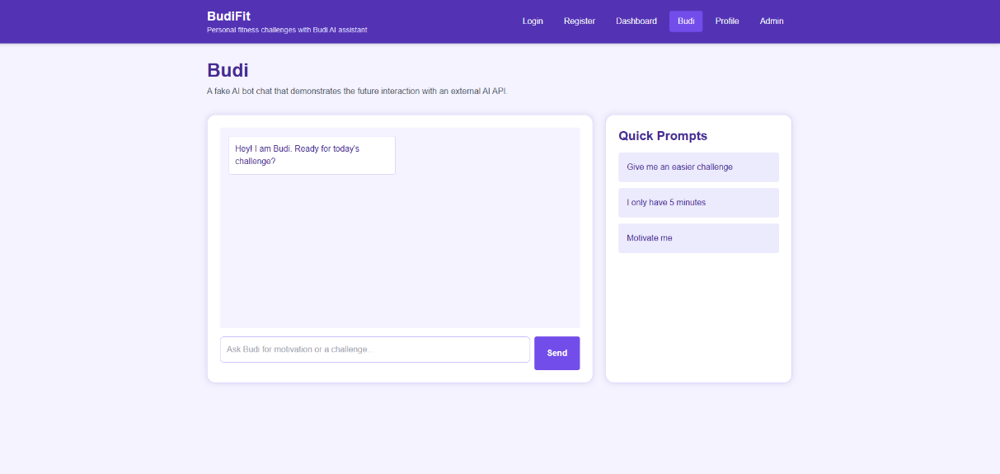 BudiFit
Personal fitness challenges with Budi AI assistant
Login
Register
Dashboard
Budi
Profile
Admin
Budi
A fake AI bot chat that demonstrates the future interaction with an external AI API.
Hey! I am Budi. Ready for today's
challenge?
Ask Budi for motivation or a challenge...
Send
Quick Prompts
Give me an easier challenge
I only have 5 minutes
Motivate me